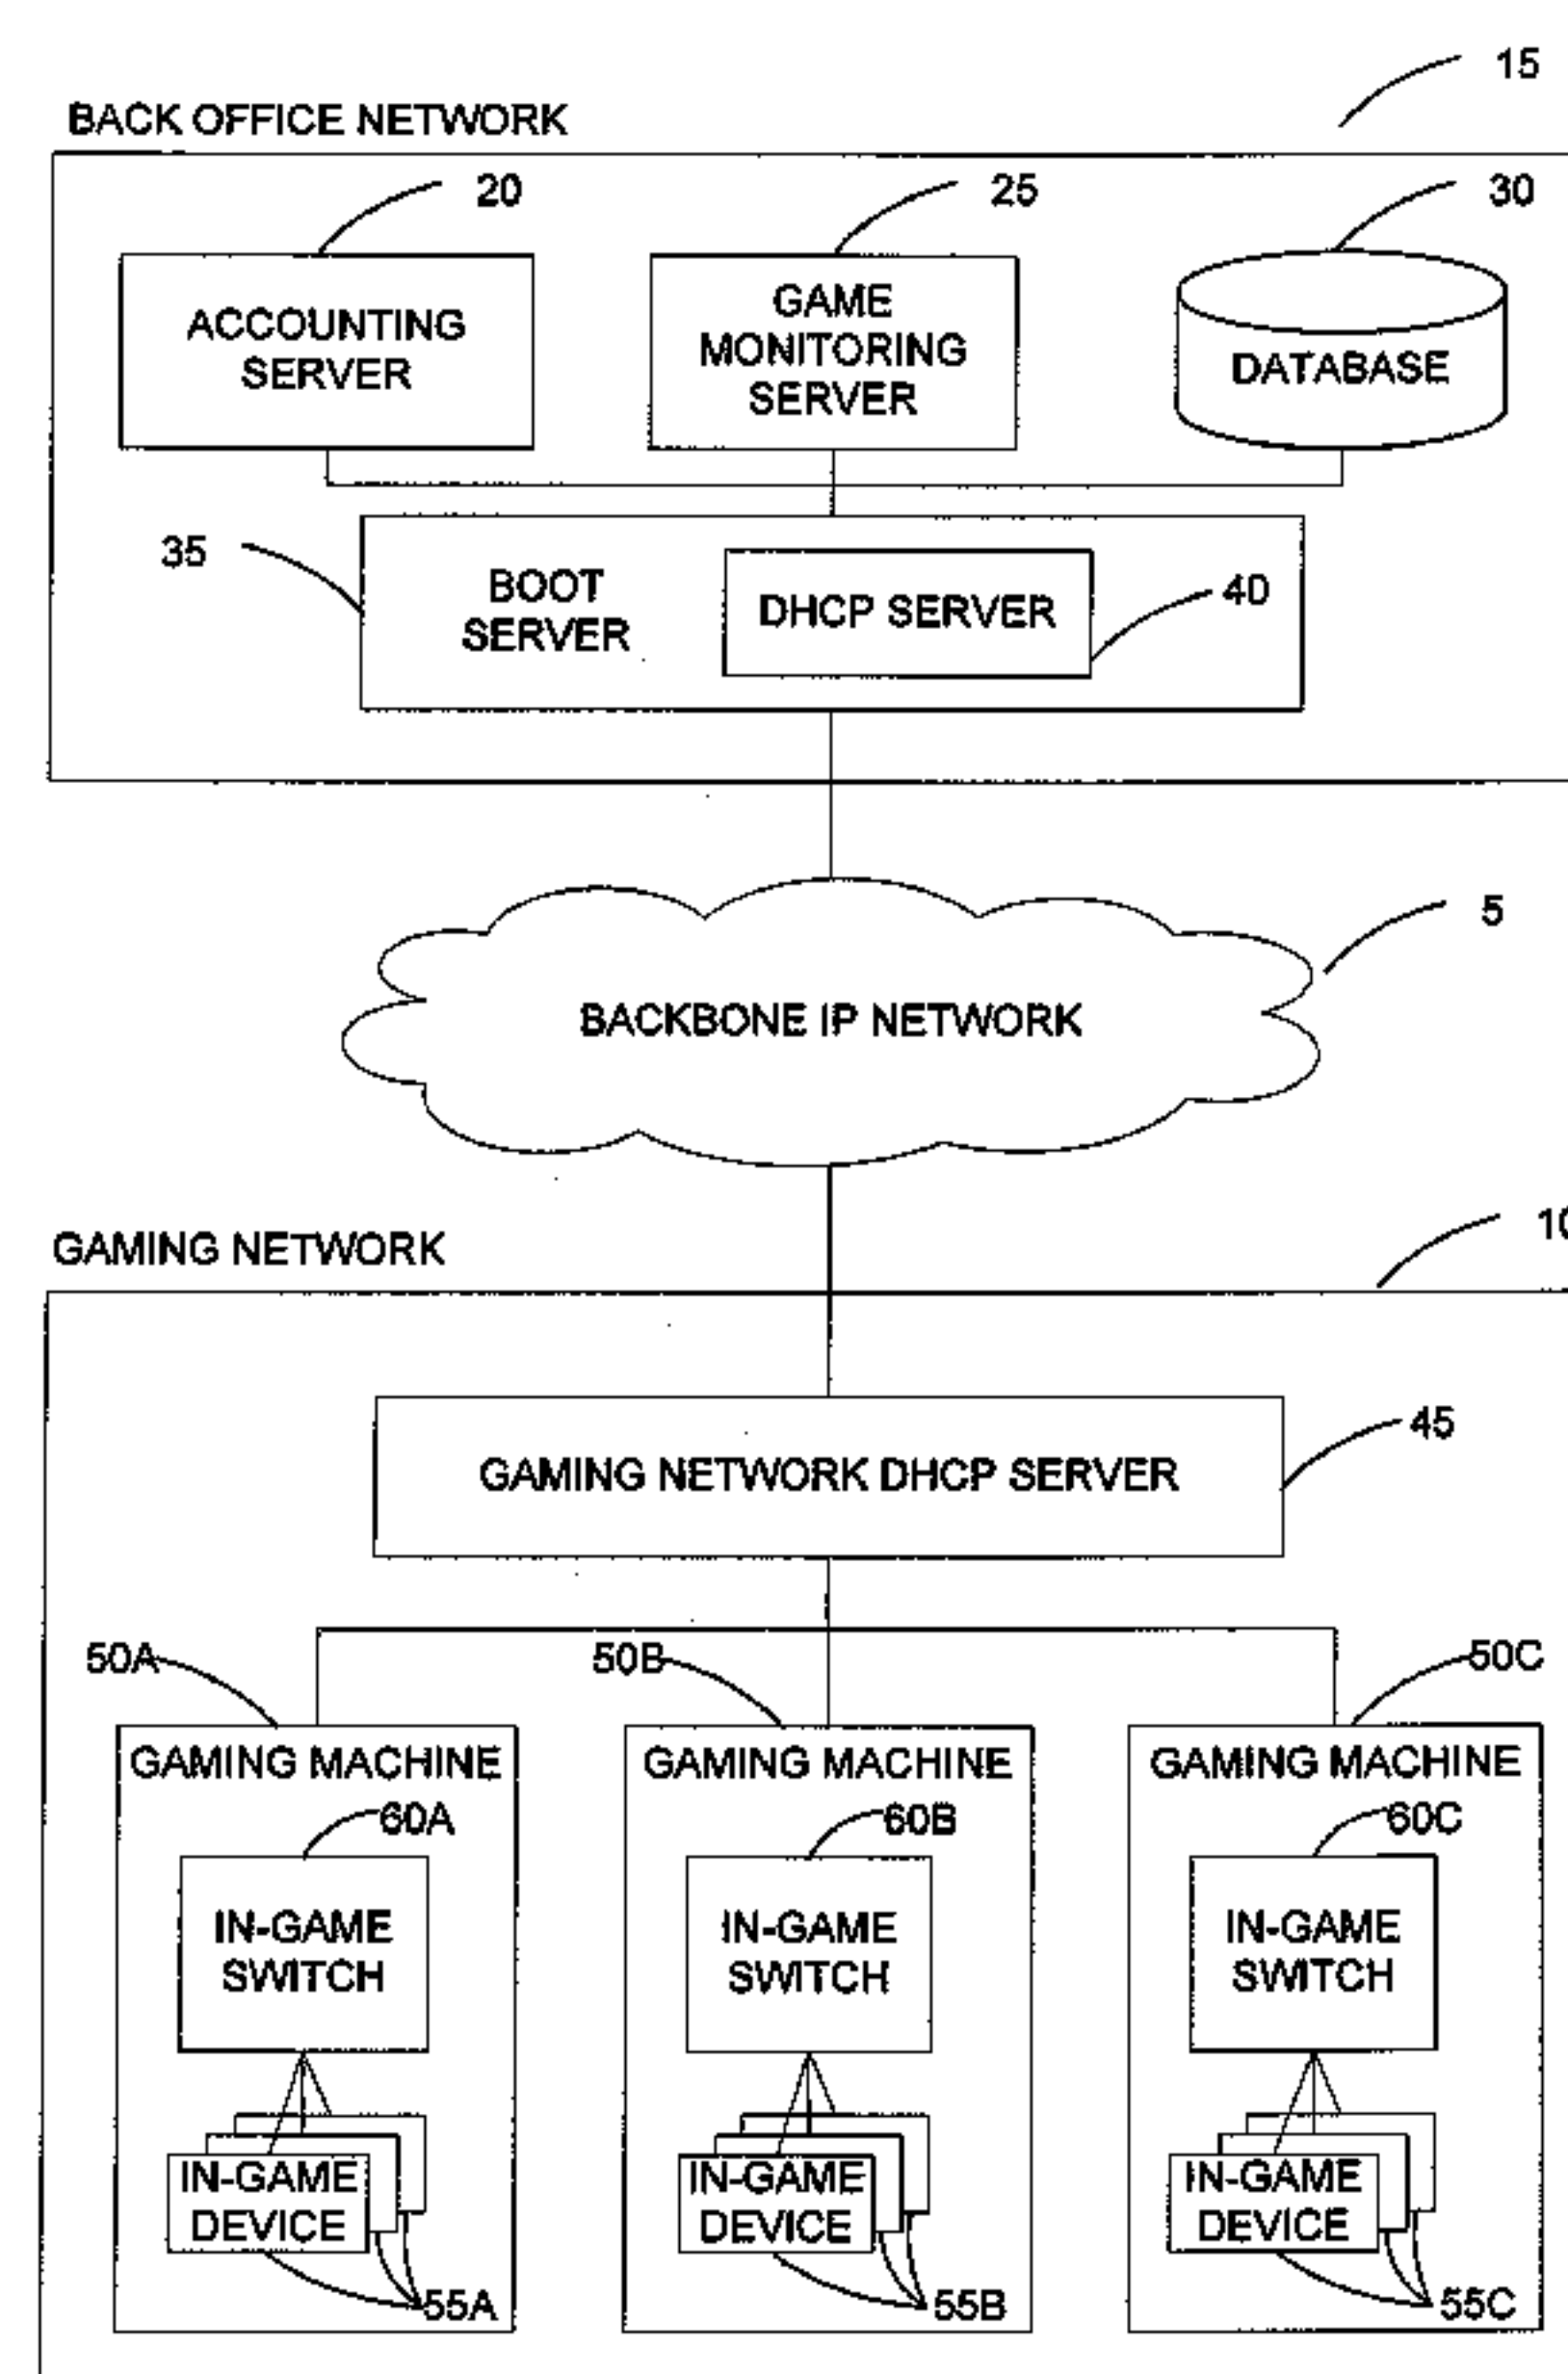 15
BACK OFFICE NETWORK
20
25
30
ACCOUNTING
SERVER
GAME
MONITORING
SERVER
DATABASE
35
BOOT
SERVER
DHCP SERVER
40
5
BACKBONE IP NETWORK
GAMING NETWORK
10
GAMING NETWORK DHCP SERVER
45
50A
50B
50C
GAMING MACHINE
GAMING MACHINE
GAMING MACHINE
60A
60B
60C
IN-GAME
SWITCH
IN-GAME
SWITCH
IN-GAME
SWITCH
IN-GAME
DEVICE
IN-GAME
DEVICE
IN-GAME
DEVICE
55A
55B
55C